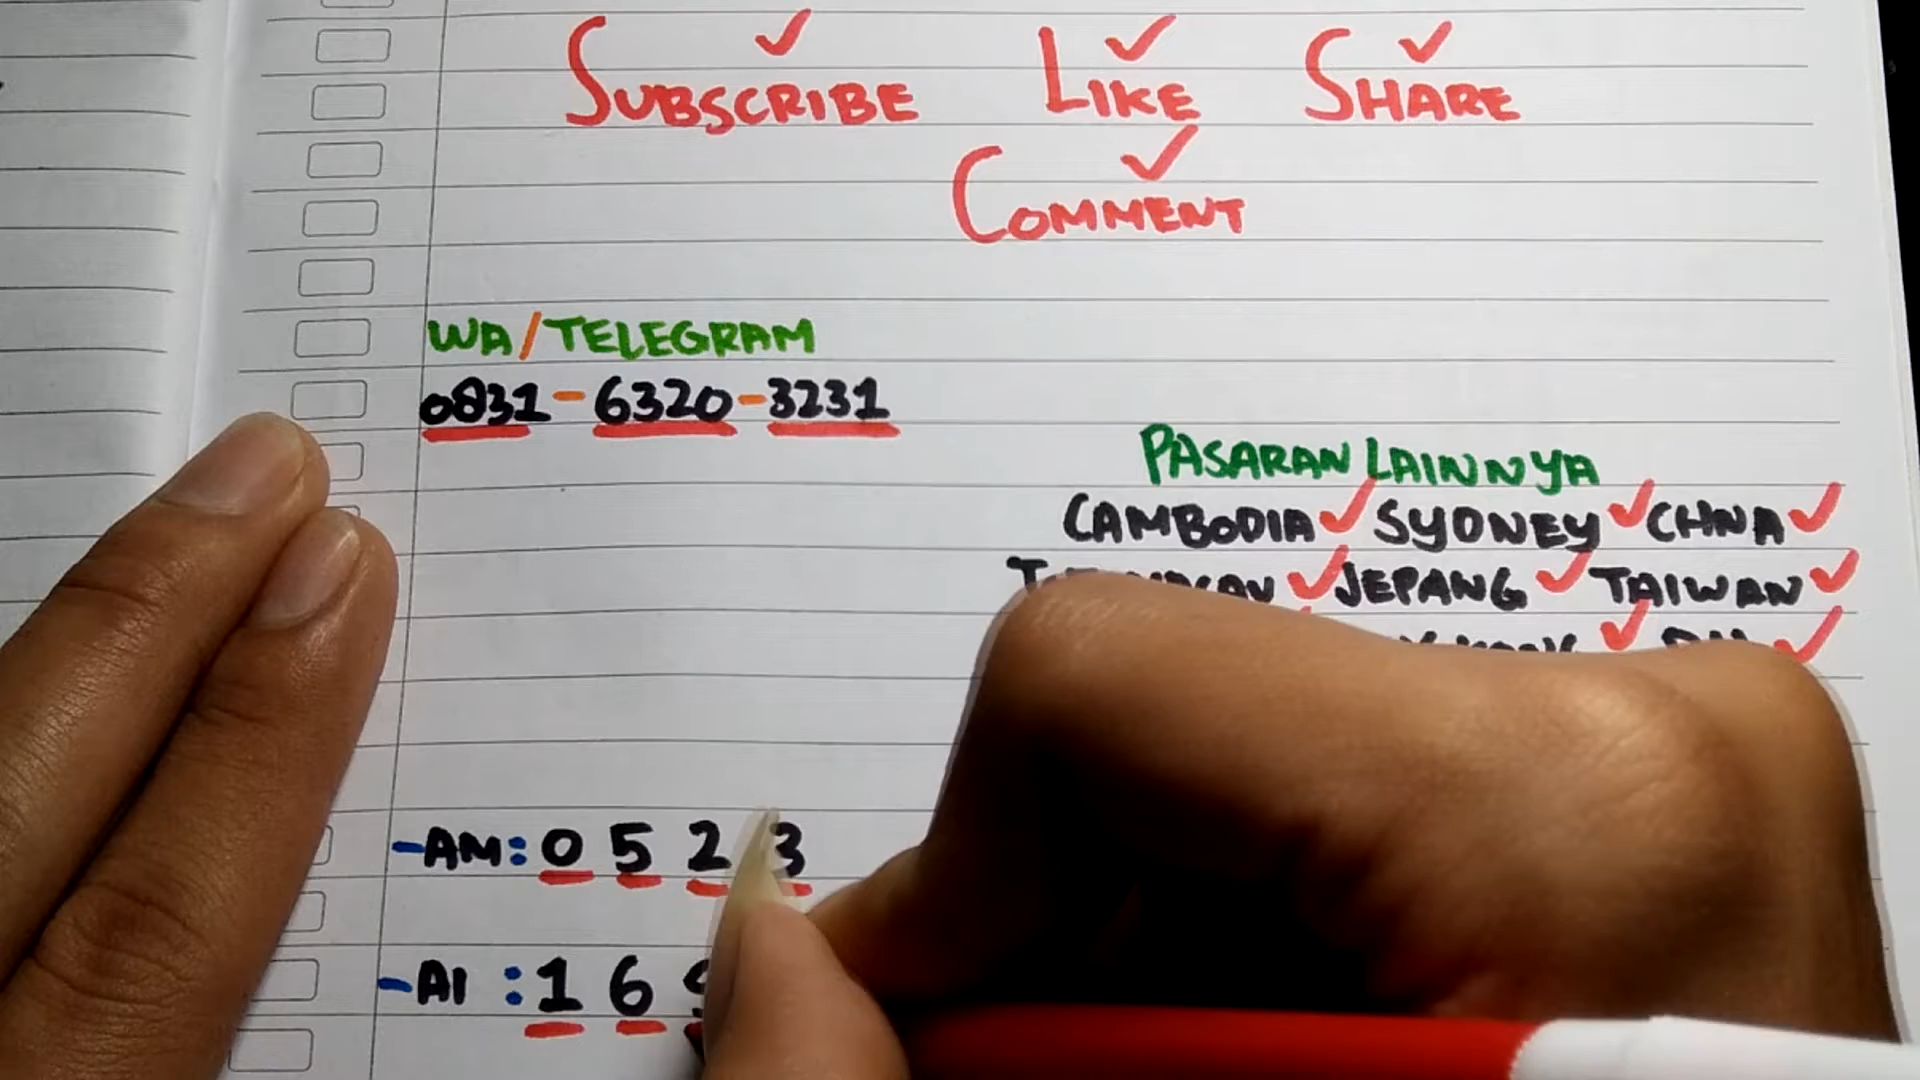 SUBSCRIBE LIKE SHARE
COMMENT
WA/TELEGRAM
0831-6320-3231
PASARAN LAINNYA
CAMBODIA SYDNEY CHNA
JEPANG TAIWAN
-AM: 0 5 2 3
-AI : 1 6